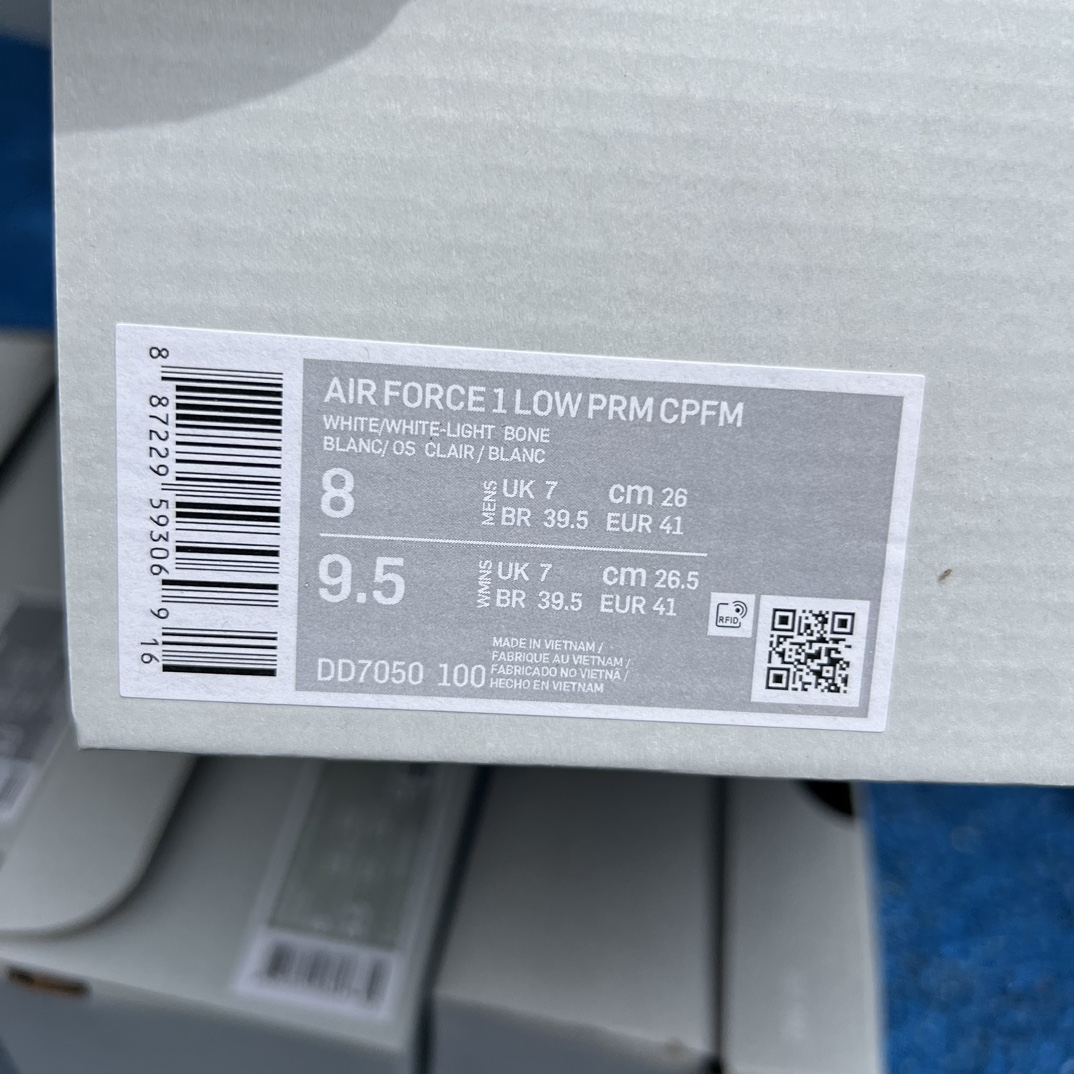 AIR FORCE 1 LOW PRM CPFM
WHITE/WHITE-LIGHT BONE
BLANC/ OS CLAIR / BLANC
8
MENS
UK 7 cm 26
BR 39.5 EUR 41
9.5
WMNS
UK 7 cm 26.5
BR 39.5 EUR 41
RFID
DD7050 100
MADE IN VIETNAM /
FABRIQUE AU VIETNAM /
FABRICADO NO VIETNA /
HECHO EN VIETNAM
8 87229 59306 9 16